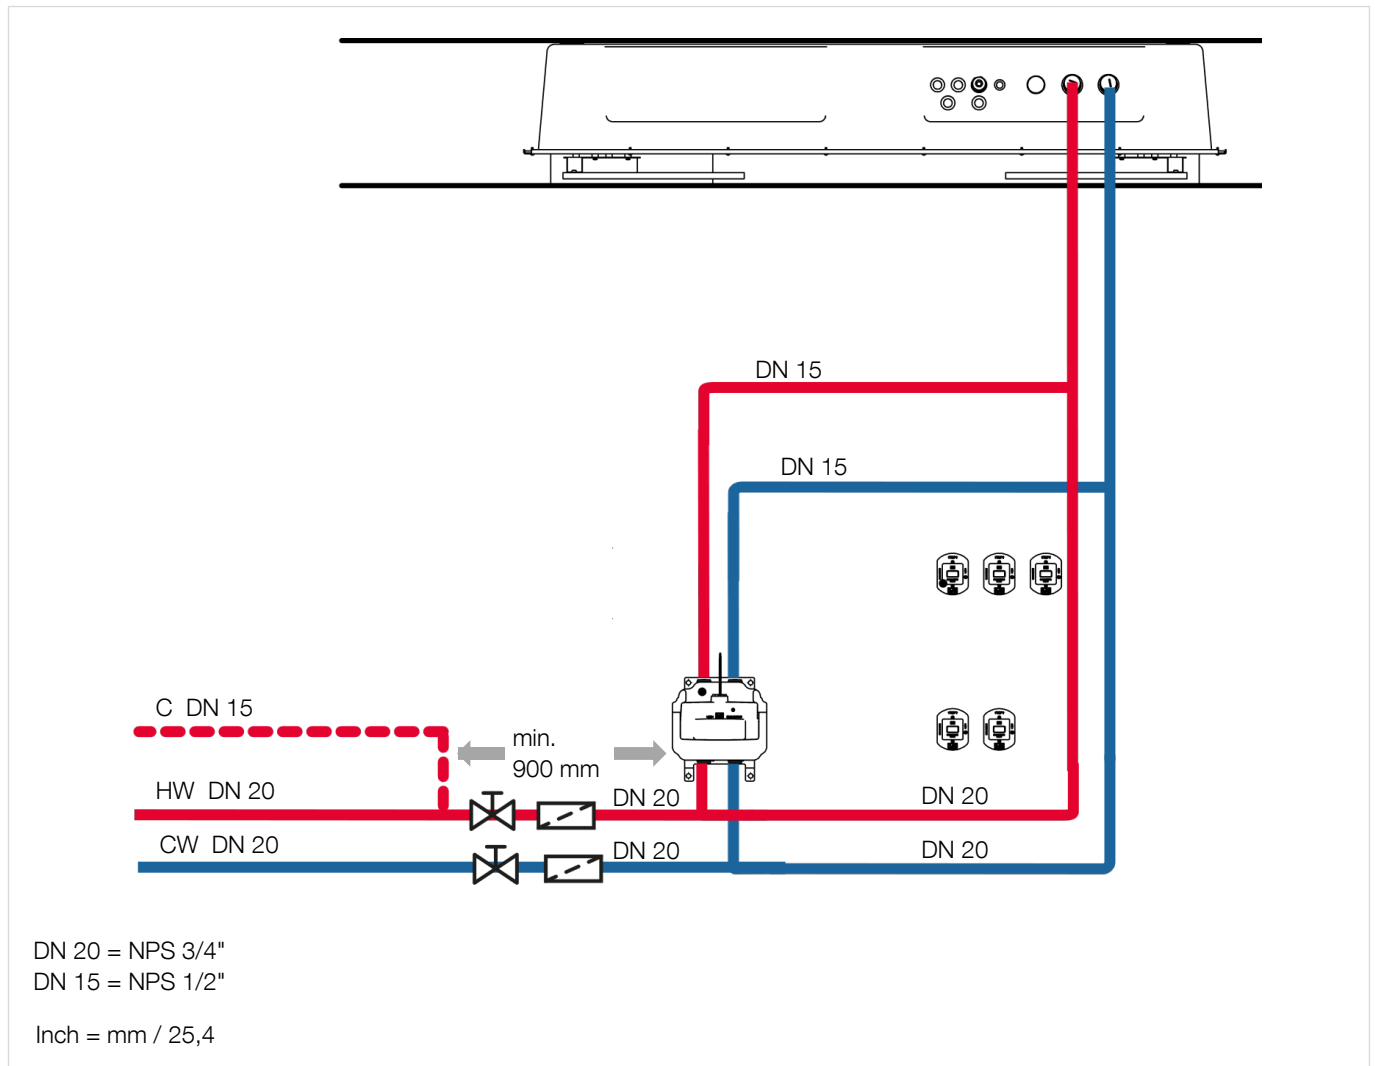 DN 15
DN 15
C DN 15
min.
900 mm
HW DN 20
DN 20
DN 20
CW DN 20
DN 20
DN 20
DN 20 = NPS 3/4"
DN 15 = NPS 1/2"
Inch = mm / 25,4